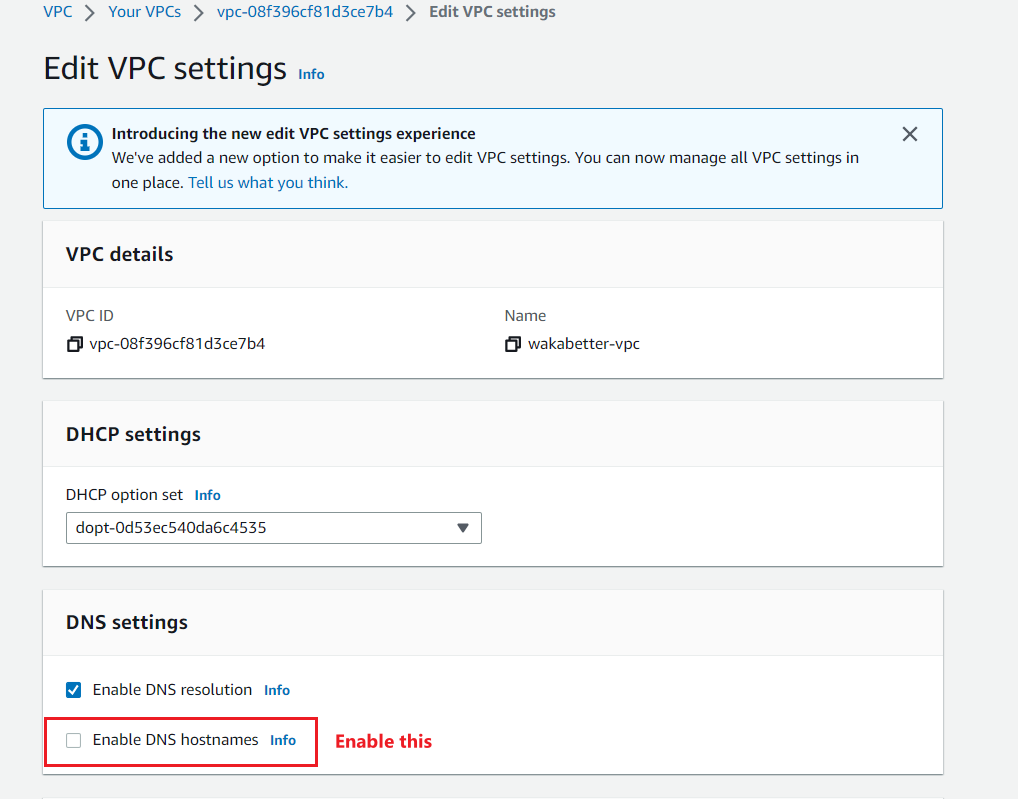 VPC > Your VPCs > vpc-08f396cf81d3ce7b4 > Edit VPC settings
Edit VPC settings Info
Introducing the new edit VPC settings experience
We've added a new option to make it easier to edit VPC settings. You can now manage all VPC settings in
one place. Tell us what you think.
VPC details
VPC ID
vpc-08f396cf81d3ce7b4
Name
wakabetter-vpc
DHCP settings
DHCP option set Info
dopt-0d53ec540da6c4535
DNS settings
Enable DNS resolution Info
Enable DNS hostnames Info Enable this